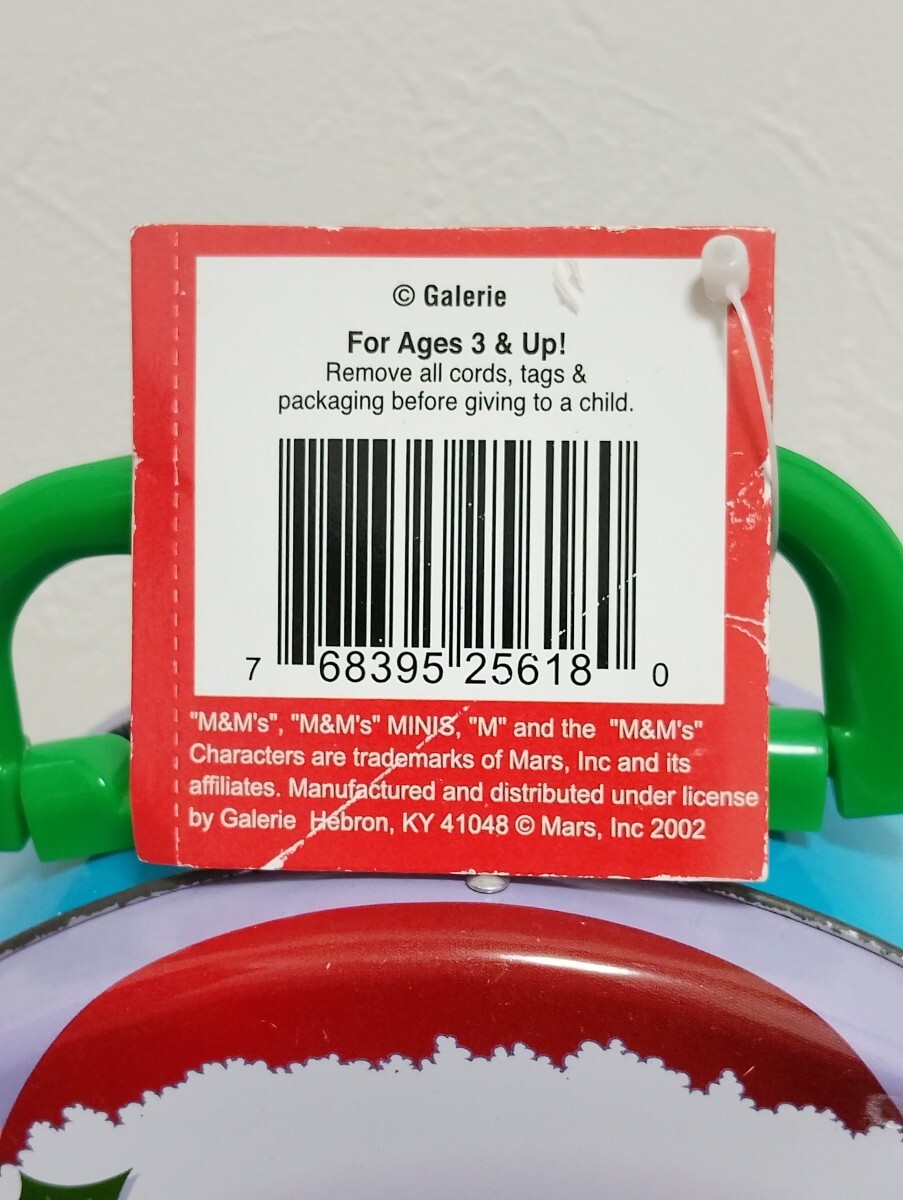 © Galerie
For Ages 3 & Up!
Remove all cords, tags &
packaging before giving to a child.
7 68395 25618 0
"M&M's", "M&M's" MINIS, "M" and the "M&M's"
Characters are trademarks of Mars, Inc and its
affiliates. Manufactured and distributed under license
by Galerie Hebron, KY 41048 © Mars, Inc 2002